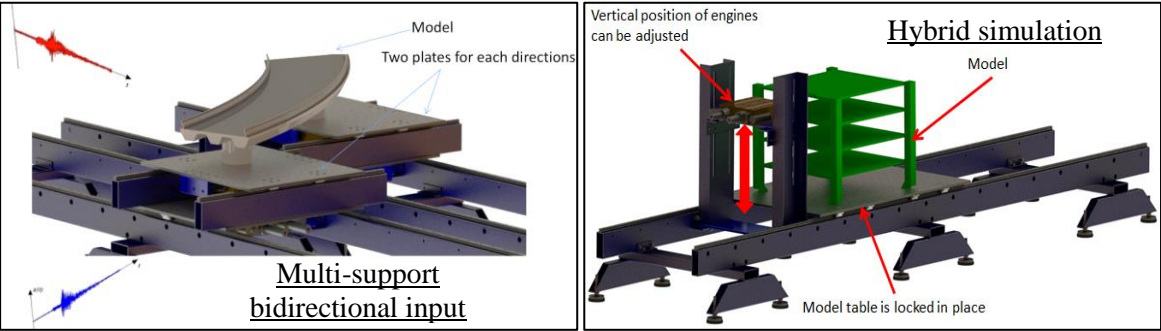 Model
Two plates for each directions
Multi-support
bidirectional input
Vertical position of engines
can be adjusted
Hybrid simulation
Model
Model table is locked in place